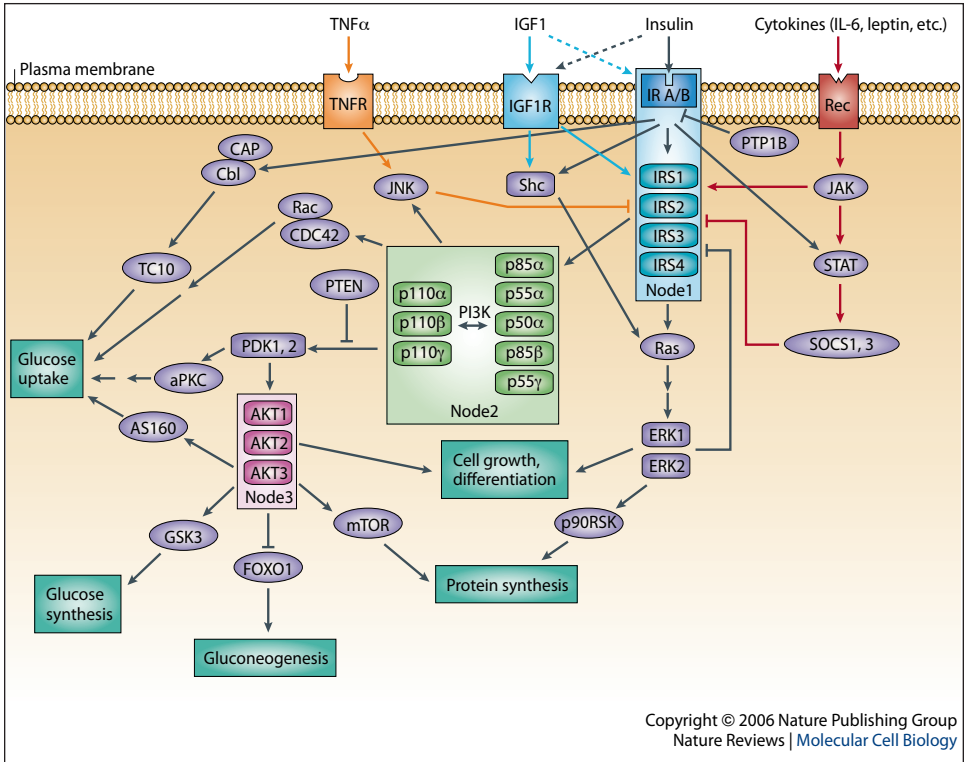 TNFα
IGF1
Insulin
Cytokines (IL-6, leptin, etc.)
Plasma membrane
TNFR
IGF1R
IR A/B
Rec
CAP
Cbl
PTP1B
JNK
Shc
IRS1
JAK
Rac
CDC42
IRS2
IRS3
IRS4
Node1
STAT
TC10
PTEN
p85α
p55α
p110α
p110β
p110γ
PI3K
p50α
p85β
p55γ
Node2
Ras
SOCS1, 3
Glucose
uptake
PDK1, 2
aPKC
AS160
AKT1
AKT2
AKT3
Node3
ERK1
ERK2
Cell growth,
differentiation
GSK3
mTOR
p90RSK
FOXO1
Glucose
synthesis
Protein synthesis
Gluconeogenesis
Copyright © 2006 Nature Publishing Group
Nature Reviews | Molecular Cell Biology